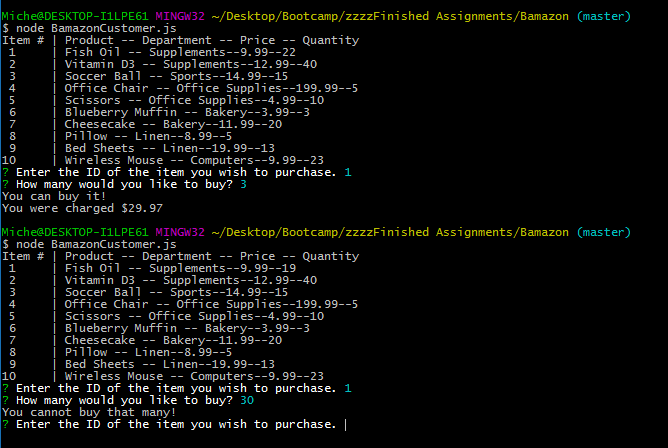 Miche@DESKTOP-I1LPE61 MINGW32 ~/Desktop/Bootcamp/zzzzFinished Assignments/Bamazon (master)
$ node BamazonCustomer.js
Item # | Product -- Department -- Price -- Quantity
1 | Fish Oil -- Supplements--9.99--22
2 | Vitamin D3 -- Supplements--12.99--40
3 | Soccer Ball -- Sports--14.99--15
4 | Office Chair -- Office Supplies--199.99--5
5 | Scissors -- Office Supplies--4.99--10
6 | Blueberry Muffin -- Bakery--3.99--3
7 | Cheesecake -- Bakery--11.99--20
8 | Pillow -- Linen--8.99--5
9 | Bed Sheets -- Linen--19.99--13
10 | Wireless Mouse -- Computers--9.99--23
? Enter the ID of the item you wish to purchase. 1
? How many would you like to buy? 3
You can buy it!
You were charged $29.97
Miche@DESKTOP-I1LPE61 MINGW32 ~/Desktop/Bootcamp/zzzzFinished Assignments/Bamazon (master)
$ node BamazonCustomer.js
Item # | Product -- Department -- Price -- Quantity
1 | Fish Oil -- Supplements--9.99--19
2 | Vitamin D3 -- Supplements--12.99--40
3 | Soccer Ball -- Sports--14.99--15
4 | Office Chair -- Office Supplies--199.99--5
5 | Scissors -- Office Supplies--4.99--10
6 | Blueberry Muffin -- Bakery--3.99--3
7 | Cheesecake -- Bakery--11.99--20
8 | Pillow -- Linen--8.99--5
9 | Bed Sheets -- Linen--19.99--13
10 | Wireless Mouse -- Computers--9.99--23
? Enter the ID of the item you wish to purchase. 1
? How many would you like to buy? 30
You cannot buy that many!
? Enter the ID of the item you wish to purchase.